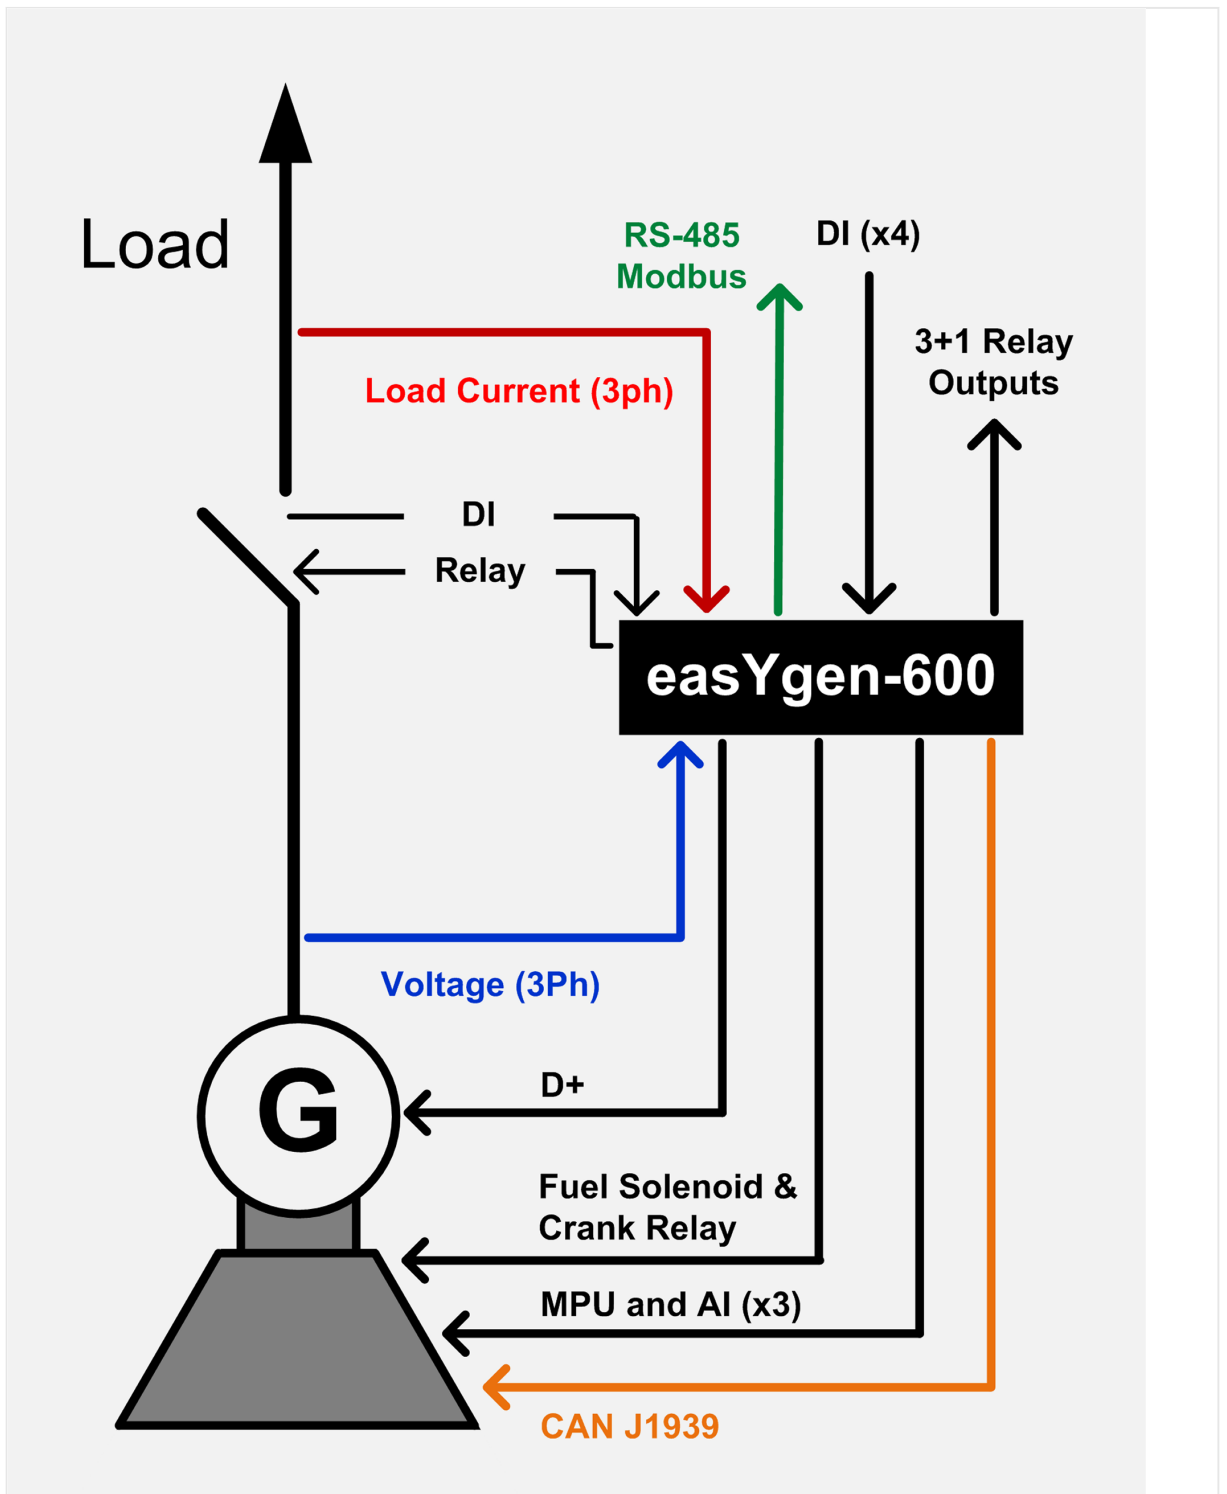 Load
RS-485
Modbus
DI (x4)
3+1 Relay
Outputs
Load Current (3ph)
DI
Relay
easYgen-600
Voltage (3Ph)
G
D+
Fuel Solenoid &
Crank Relay
MPU and AI (x3)
CAN J1939